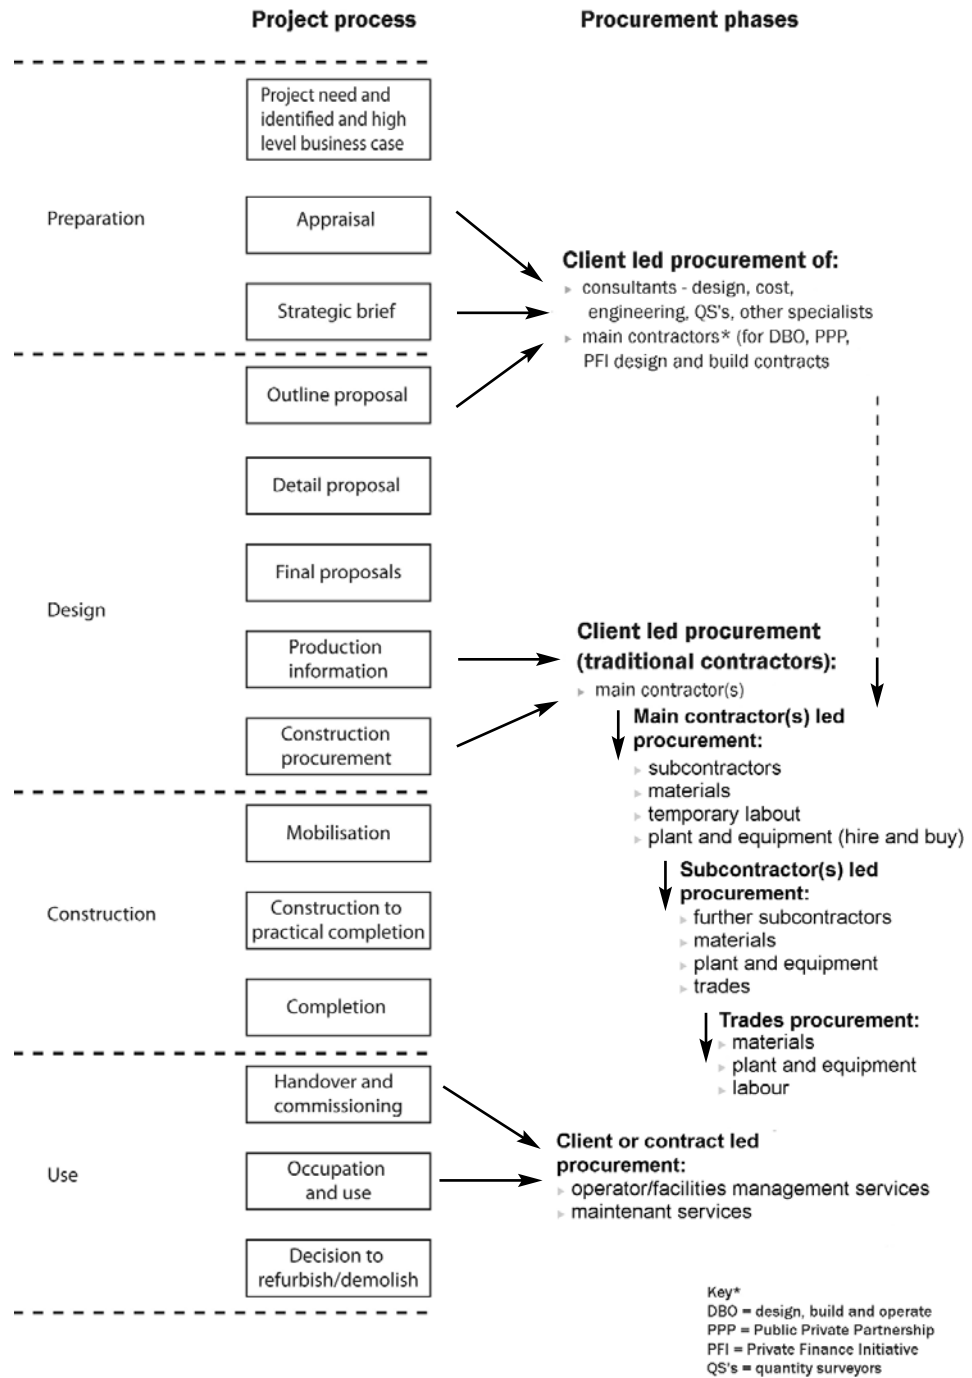 Project process
Procurement phases
Project need and
identified and high
level business case
Preparation
Appraisal
Strategic brief
Client led procurement of:
consultants - design, cost,
engineering, QS's, other specialists
main contractors* (for DBO, PPP,
PFI design and build contracts
Outline proposal
Detail proposal
Final proposals
Design
Production
information
Construction
procurement
Client led procurement
(traditional contractors):
main contractor(s)
Main contractor(s) led
procurement:
subcontractors
materials
temporary labout
plant and equipment (hire and buy)
Mobilisation
Construction
Construction to
practical completion
Completion
Subcontractor(s) led
procurement:
further subcontractors
materials
plant and equipment
trades
Trades procurement:
materials
plant and equipment
labour
Handover and
commissioning
Use
Occupation
and use
Decision to
refurbish/demolish
Client or contract led
procurement:
operator/facilities management services
maintenant services
Key*
DBO = design, build and operate
PPP = Public Private Partnership
PFI = Private Finance Initiative
QS's = quantity surveyors